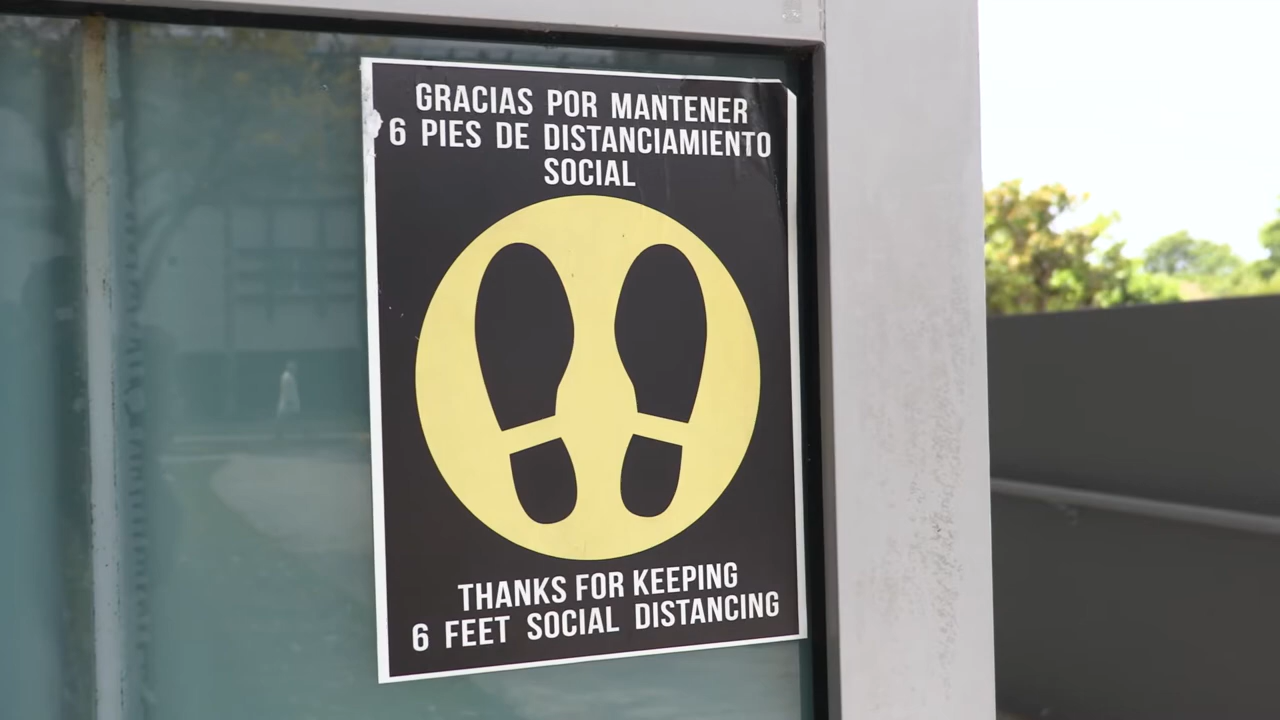 GRACIAS POR MANTENER
6 PIES DE DISTANCIAMIENTO
SOCIAL
THANKS FOR KEEPING
6 FEET SOCIAL DISTANCING